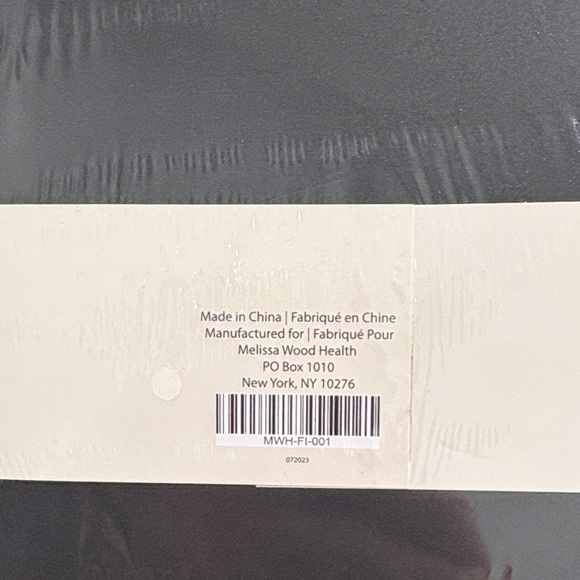 Made in China | Fabriqué en Chine
Manufactured for | Fabriqué Pour
Melissa Wood Health
PO Box 1010
New York, NY 10276
MWH-FI-001
072023